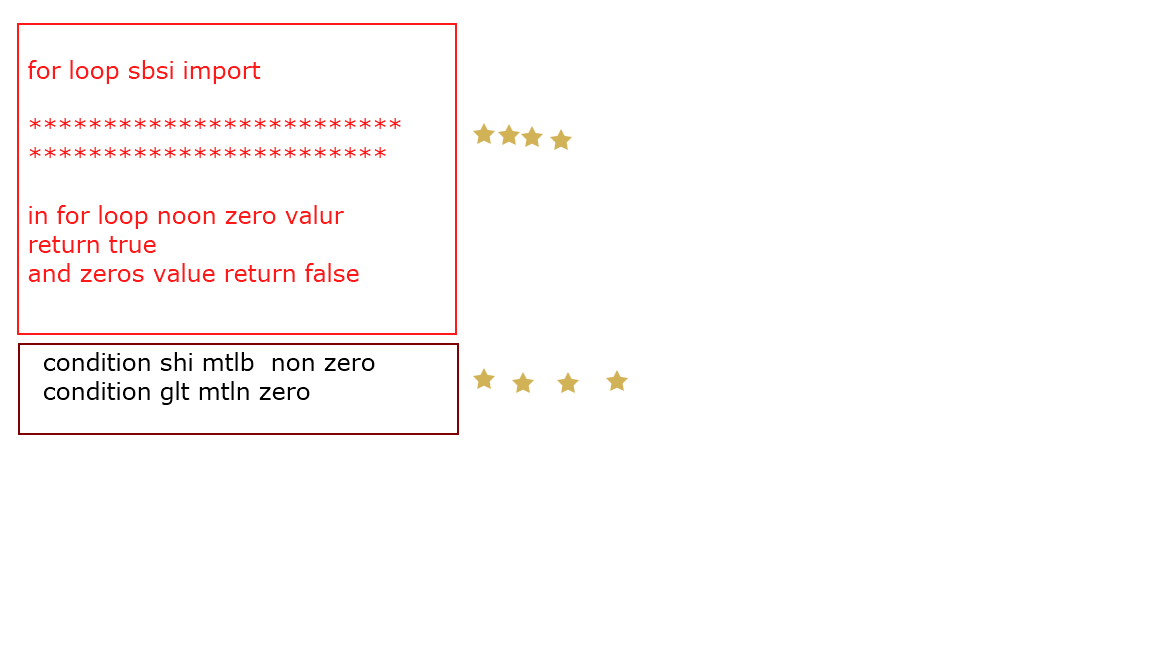 for loop sbsi import
*************************
************************
in for loop noon zero valur
return true
and zeros value return false
condition shi mtlb  non zero
condition glt mtln zero